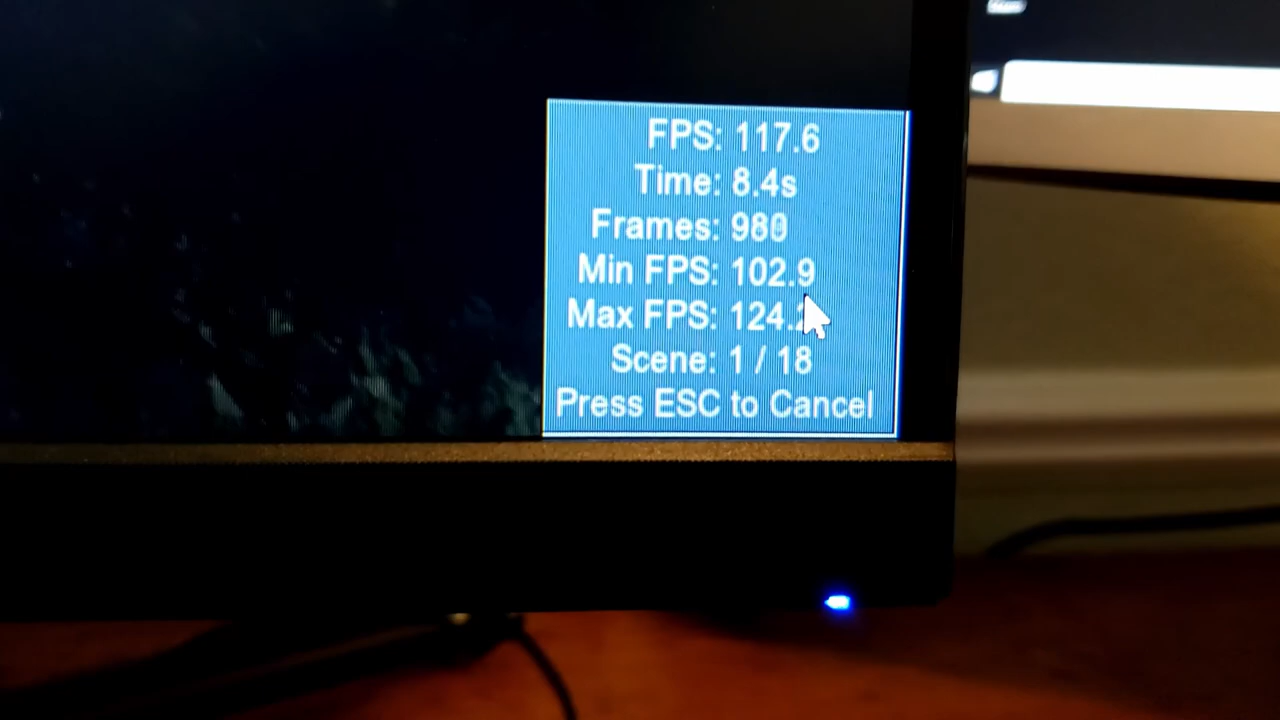 FPS: 117.6
Time: 8.4s
Frames: 980
Min FPS: 102.9
Max FPS: 124.
Scene: 1 / 18
Press ESC to Cancel